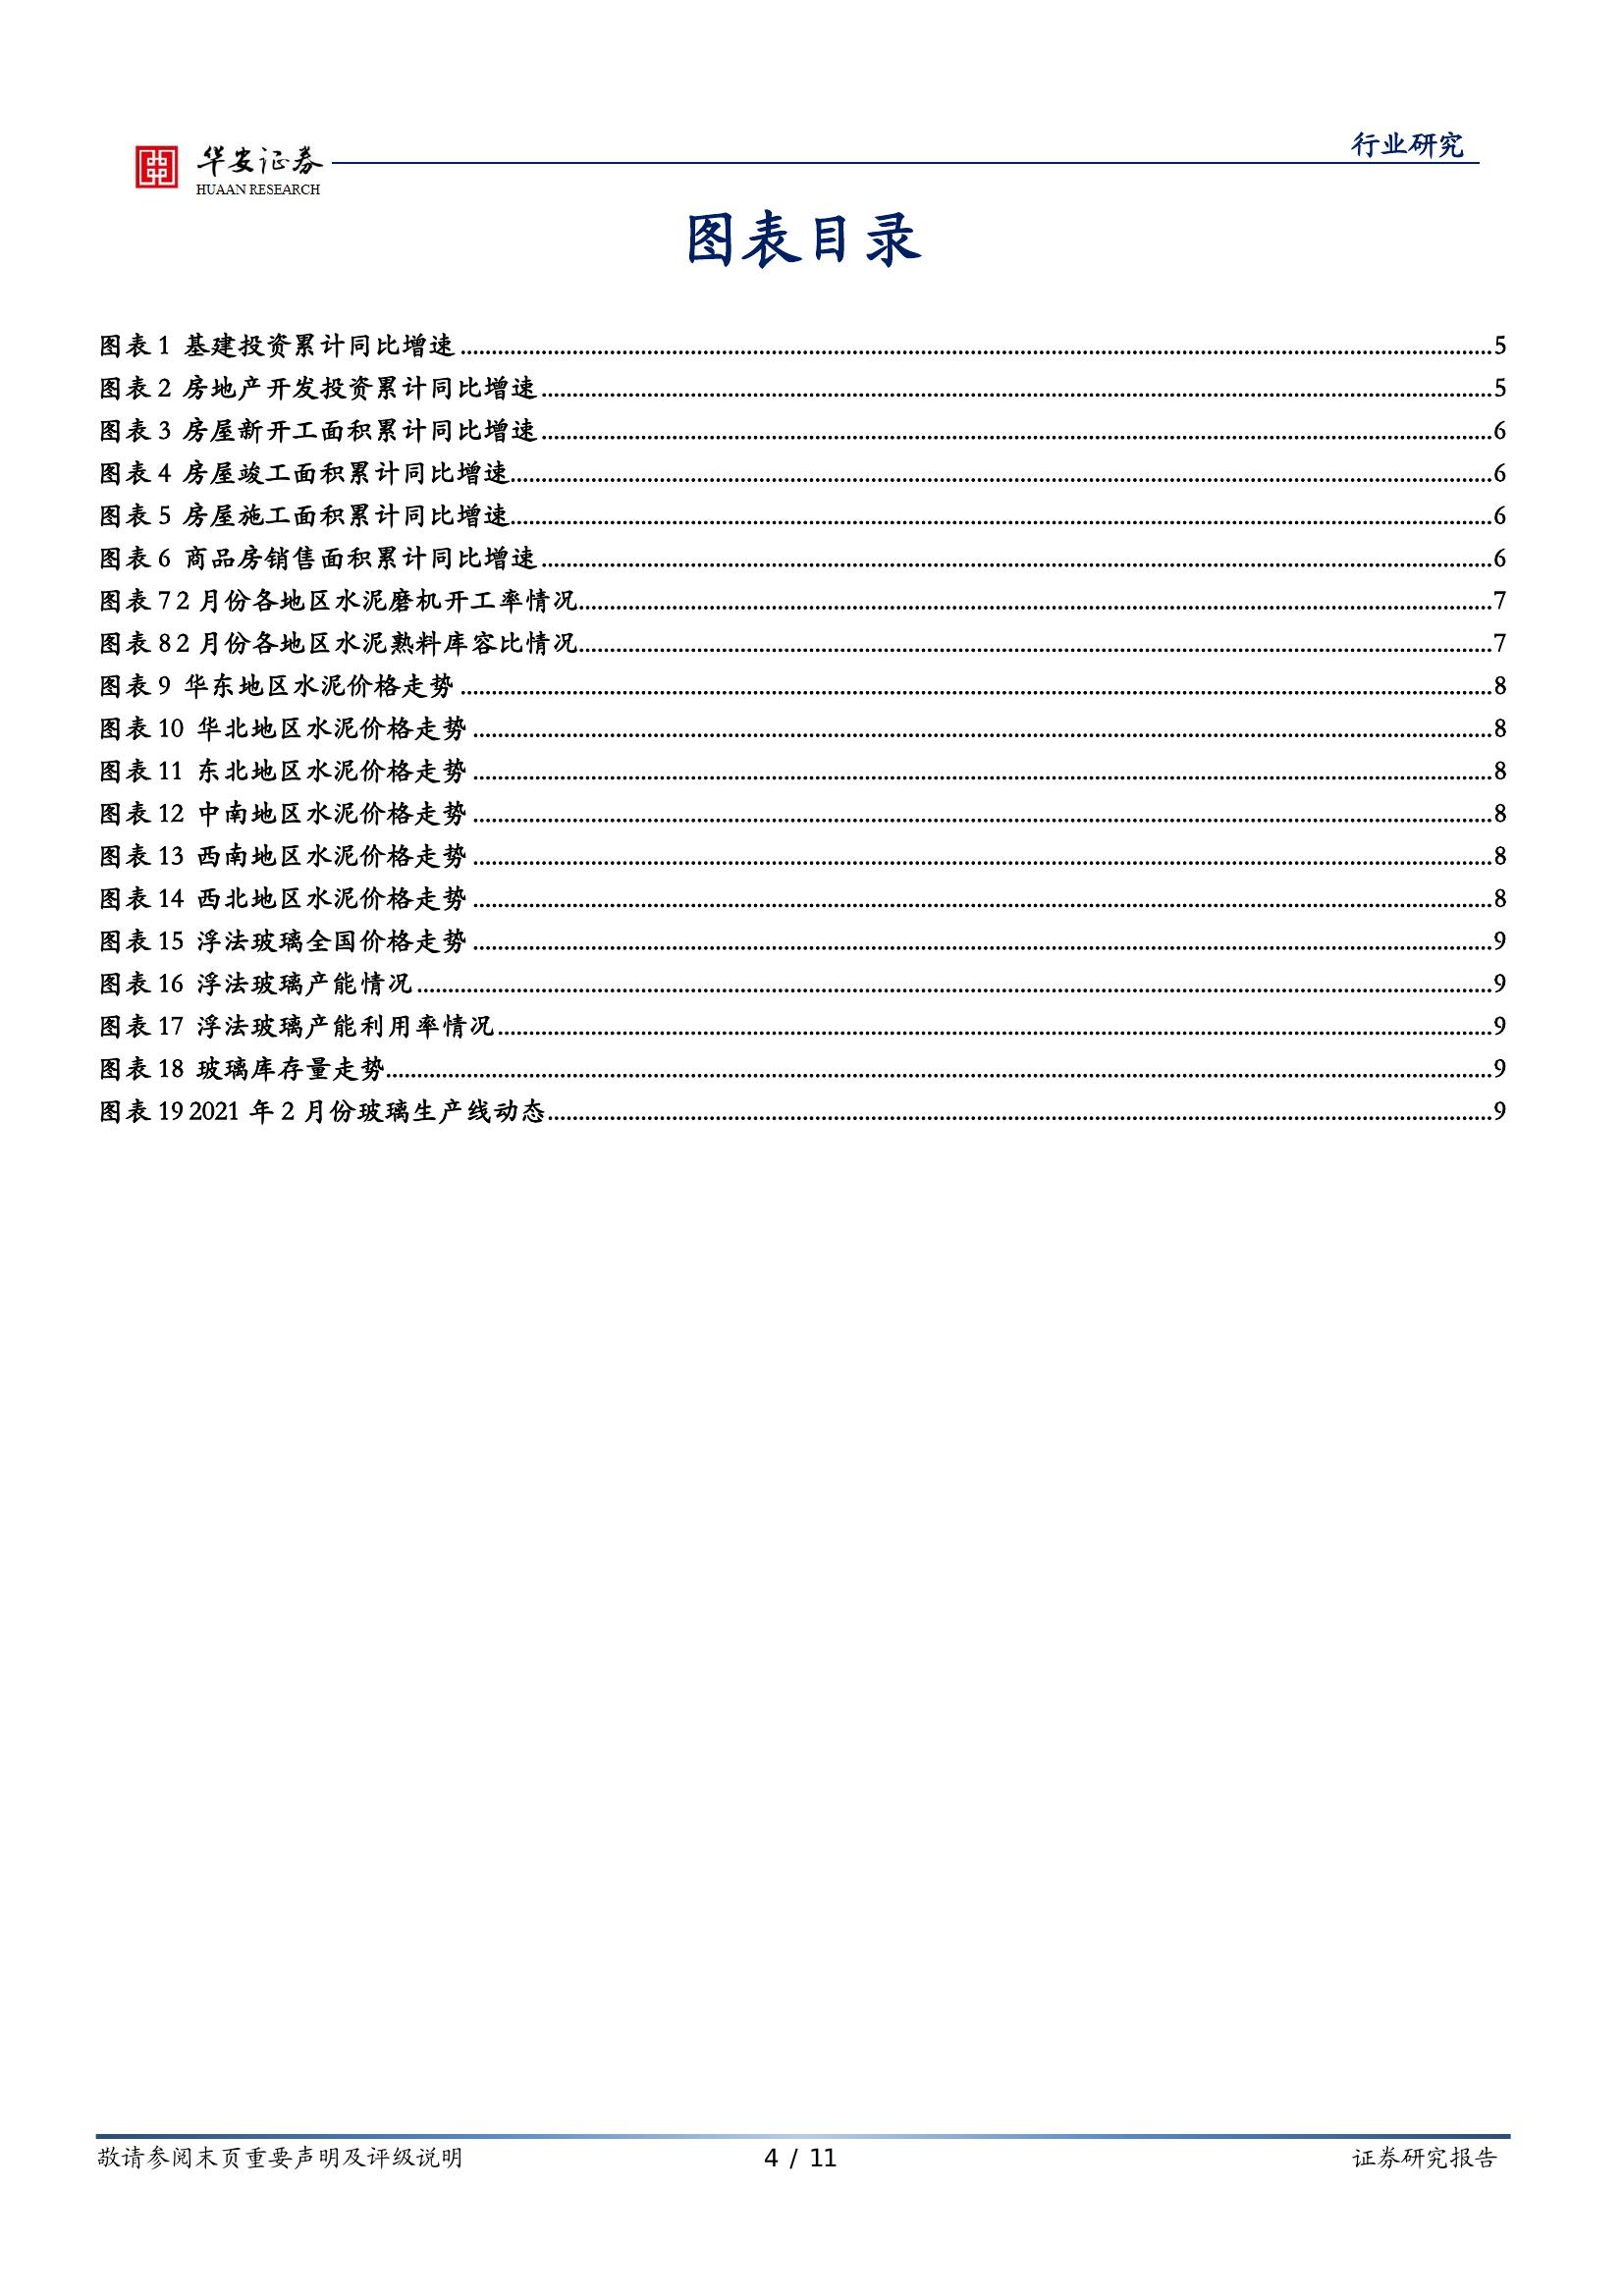 华安证券
HUAAN RESEARCH
行业研究
图表目录
图表 1 基建投资累计同比增速 ........ 5
图表 2 房地产开发投资累计同比增速 ........ 5
图表 3 房屋新开工面积累计同比增速 ........ 6
图表 4 房屋竣工面积累计同比增速 ........ 6
图表 5 房屋施工面积累计同比增速 ........ 6
图表 6 商品房销售面积累计同比增速 ........ 6
图表 7 2 月份各地区水泥磨机开工率情况 ........ 7
图表 8 2 月份各地区水泥熟料库容比情况 ........ 7
图表 9 华东地区水泥价格走势 ........ 8
图表 10 华北地区水泥价格走势 ........ 8
图表 11 东北地区水泥价格走势 ........ 8
图表 12 中南地区水泥价格走势 ........ 8
图表 13 西南地区水泥价格走势 ........ 8
图表 14 西北地区水泥价格走势 ........ 8
图表 15 浮法玻璃全国价格走势 ........ 9
图表 16 浮法玻璃产能情况 ........ 9
图表 17 浮法玻璃产能利用率情况 ........ 9
图表 18 玻璃库存量走势 ........ 9
图表 19 2021 年 2 月份玻璃生产线动态 ........ 9
敬请参阅末页重要声明及评级说明 4 / 11 证券研究报告